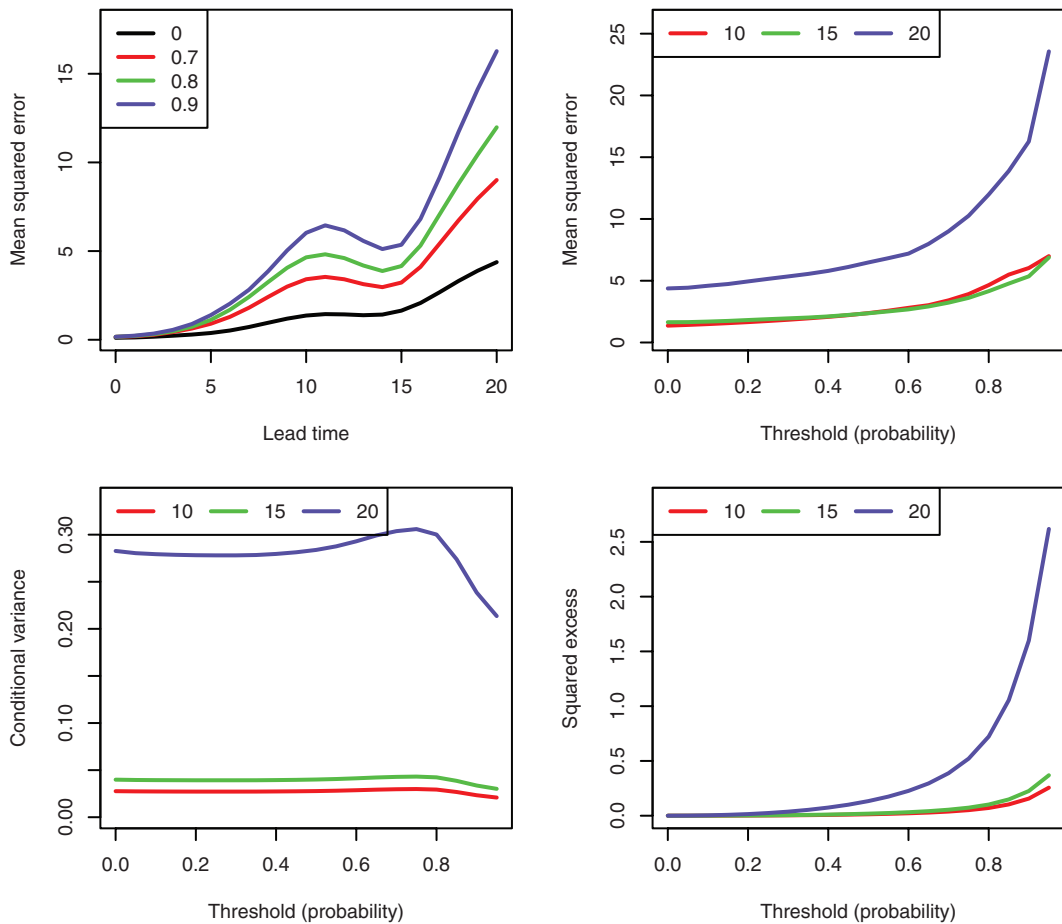 0
0.7
0.8
0.9
Mean squared error
15
10
5
0
0 5 10 15 20
Lead time
10 15 20
Mean squared error
25
20
15
10
5
0
0.0 0.2 0.4 0.6 0.8
Threshold (probability)
10 15 20
Conditional variance
0.30
0.20
0.10
0.00
0.0 0.2 0.4 0.6 0.8
Threshold (probability)
10 15 20
Squared excess
2.5
2.0
1.5
1.0
0.5
0.0
0.0 0.2 0.4 0.6 0.8
Threshold (probability)